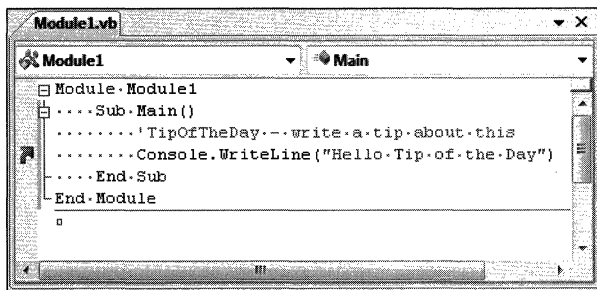 Module1.vb
Module1 Main
Module Module1
Sub Main()
'TipOfTheDay - write a tip about this
Console.WriteLine("Hello Tip of the Day")
End Sub
End Module